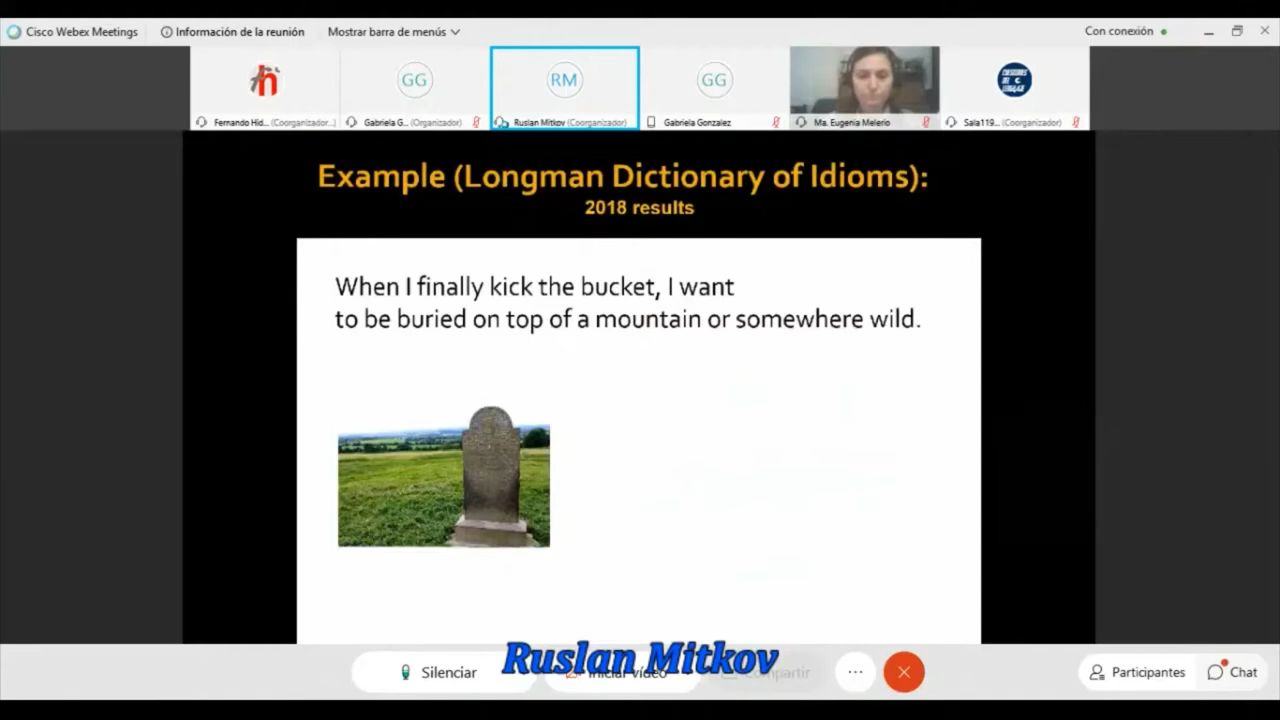 Cisco Webex Meetings
Información de la reunión
Mostrar barra de menús
Con conexión
GG
RM
GG
Fernando Hid... (Coorganizador...)
Gabriela G... (Organizador)
Ruslan Mitkov (Coorganizador)
Gabriela Gonzalez
Ma. Eugenia Melerio
Sala119... (Coorganizador)
Example (Longman Dictionary of Idioms):
2018 results
When I finally kick the bucket, I want
to be buried on top of a mountain or somewhere wild.
Ruslan Mitkov
Silenciar
Iniciar vídeo
Compartir
Participantes
Chat